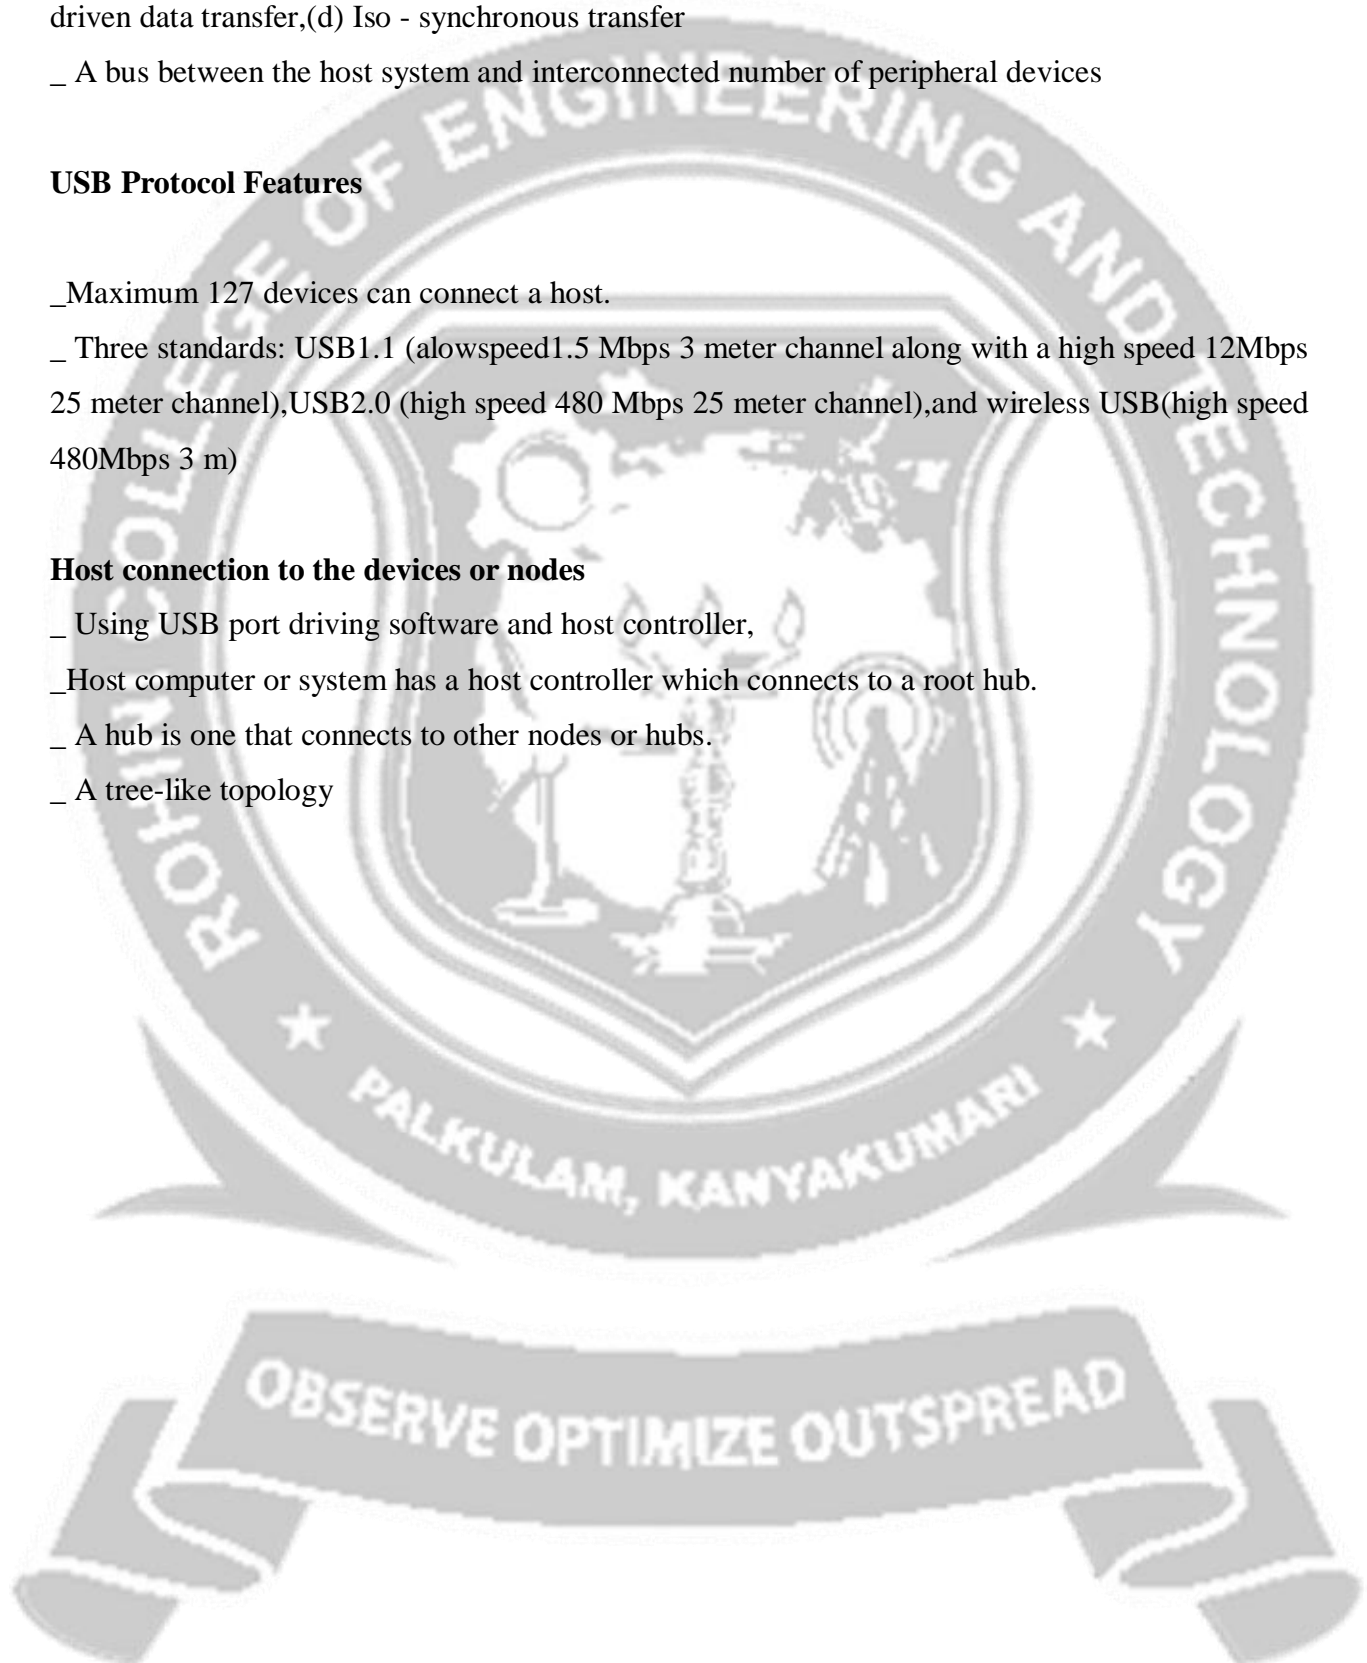 driven data transfer,(d) Iso - synchronous transfer
_ A bus between the host system and interconnected number of peripheral devices
USB Protocol Features
_Maximum 127 devices can connect a host.
_ Three standards: USB1.1 (alowspeed1.5 Mbps 3 meter channel along with a high speed 12Mbps
25 meter channel),USB2.0 (high speed 480 Mbps 25 meter channel),and wireless USB(high speed
480Mbps 3 m)
Host connection to the devices or nodes
_ Using USB port driving software and host controller,
_Host computer or system has a host controller which connects to a root hub.
_ A hub is one that connects to other nodes or hubs.
_ A tree-like topology
ROHINI COLLEGE OF ENGINEERING AND TECHNOLOGY
PALKULAM, KANYAKUMARI
OBSERVE OPTIMIZE OUTSPREAD